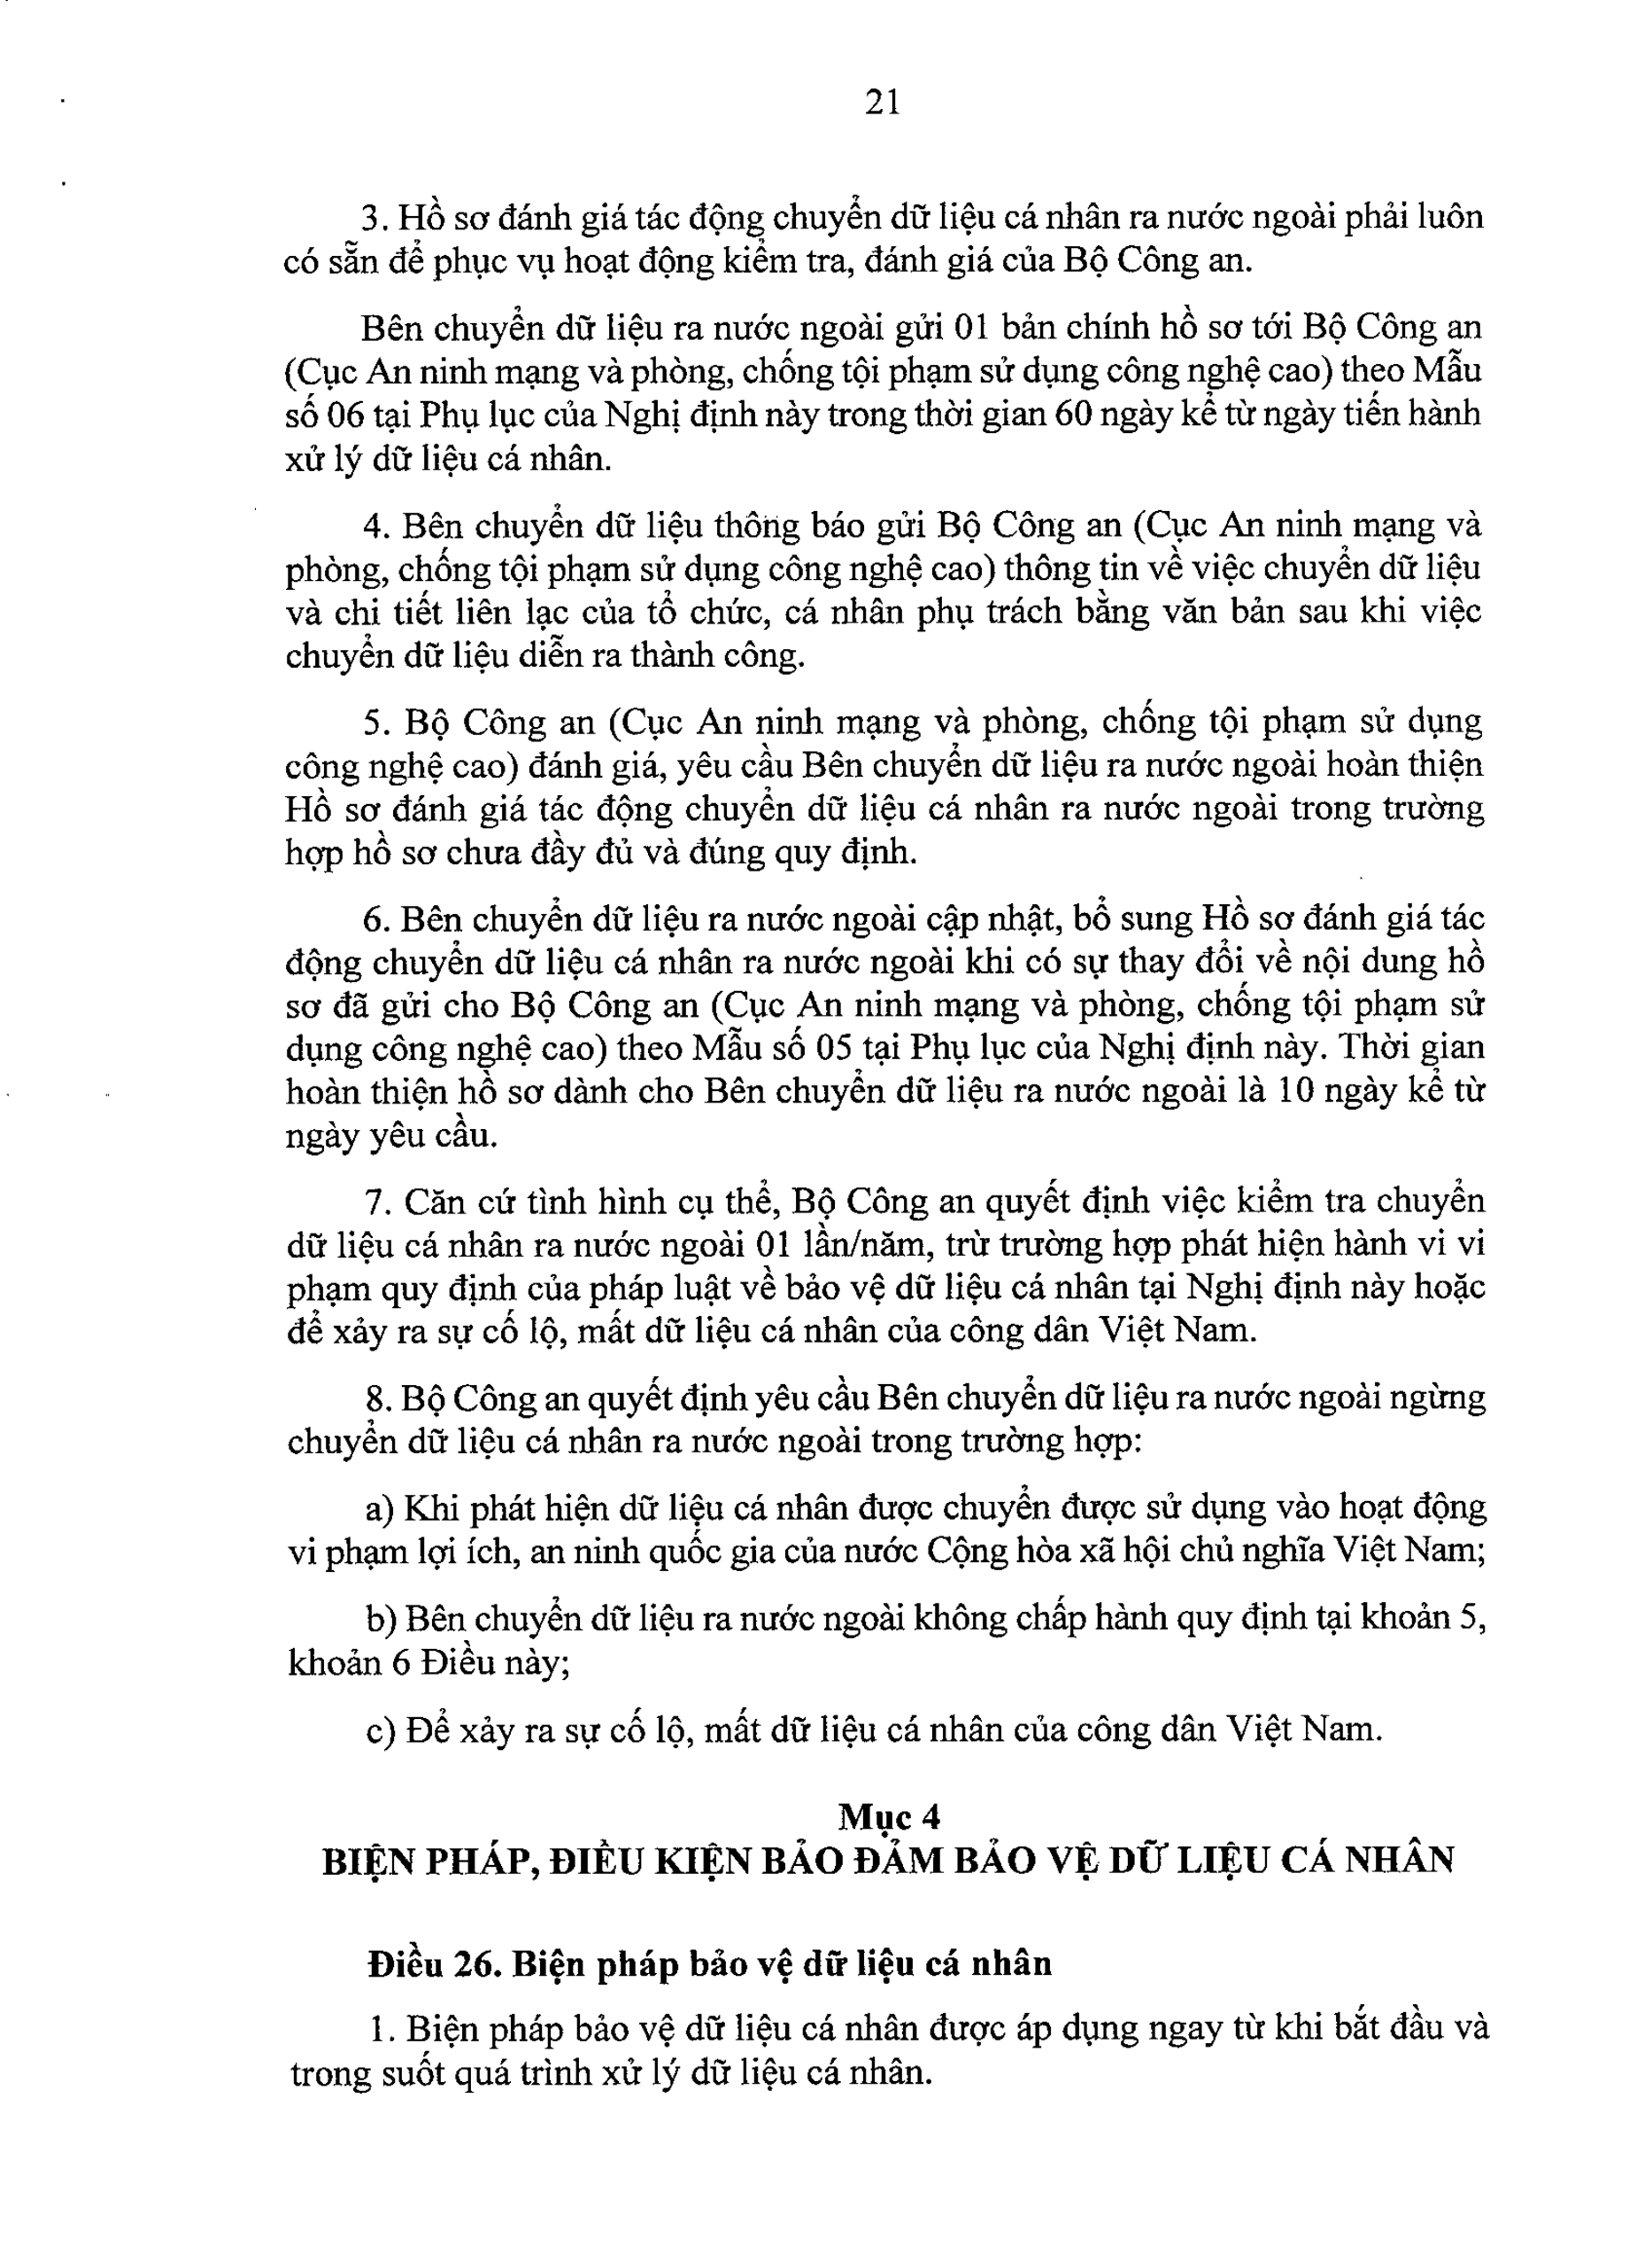 21
3. Hồ sơ đánh giá tác động chuyển dữ liệu cá nhân ra nước ngoài phải luôn
có sẵn để phục vụ hoạt động kiểm tra, đánh giá của Bộ Công an.
Bên chuyển dữ liệu ra nước ngoài gửi 01 bản chính hồ sơ tới Bộ Công an
(Cục An ninh mạng và phòng, chống tội phạm sử dụng công nghệ cao) theo Mẫu
số 06 tại Phụ lục của Nghị định này trong thời gian 60 ngày kể từ ngày tiến hành
xử lý dữ liệu cá nhân.
4. Bên chuyển dữ liệu thông báo gửi Bộ Công an (Cục An ninh mạng và
phòng, chống tội phạm sử dụng công nghệ cao) thông tin về việc chuyển dữ liệu
và chi tiết liên lạc của tổ chức, cá nhân phụ trách bằng văn bản sau khi việc
chuyển dữ liệu diễn ra thành công.
5. Bộ Công an (Cục An ninh mạng và phòng, chống tội phạm sử dụng
công nghệ cao) đánh giá, yêu cầu Bên chuyển dữ liệu ra nước ngoài hoàn thiện
Hồ sơ đánh giá tác động chuyển dữ liệu cá nhân ra nước ngoài trong trường
hợp hồ sơ chưa đầy đủ và đúng quy định.
6. Bên chuyển dữ liệu ra nước ngoài cập nhật, bổ sung Hồ sơ đánh giá tác
động chuyển dữ liệu cá nhân ra nước ngoài khi có sự thay đổi về nội dung hồ
sơ đã gửi cho Bộ Công an (Cục An ninh mạng và phòng, chống tội phạm sử
dụng công nghệ cao) theo Mẫu số 05 tại Phụ lục của Nghị định này. Thời gian
hoàn thiện hồ sơ dành cho Bên chuyển dữ liệu ra nước ngoài là 10 ngày kể từ
ngày yêu cầu.
7. Căn cứ tình hình cụ thể, Bộ Công an quyết định việc kiểm tra chuyển
dữ liệu cá nhân ra nước ngoài 01 lần/năm, trừ trường hợp phát hiện hành vi vi
phạm quy định của pháp luật về bảo vệ dữ liệu cá nhân tại Nghị định này hoặc
để xảy ra sự cố lộ, mất dữ liệu cá nhân của công dân Việt Nam.
8. Bộ Công an quyết định yêu cầu Bên chuyển dữ liệu ra nước ngoài ngừng
chuyển dữ liệu cá nhân ra nước ngoài trong trường hợp:
a) Khi phát hiện dữ liệu cá nhân được chuyển được sử dụng vào hoạt động
vi phạm lợi ích, an ninh quốc gia của nước Cộng hòa xã hội chủ nghĩa Việt Nam;
b) Bên chuyển dữ liệu ra nước ngoài không chấp hành quy định tại khoản 5,
khoản 6 Điều này;
c) Để xảy ra sự cố lộ, mất dữ liệu cá nhân của công dân Việt Nam.
Mục 4
BIỆN PHÁP, ĐIỀU KIỆN BẢO ĐẢM BẢO VỆ DỮ LIỆU CÁ NHÂN
Điều 26. Biện pháp bảo vệ dữ liệu cá nhân
1. Biện pháp bảo vệ dữ liệu cá nhân được áp dụng ngay từ khi bắt đầu và
trong suốt quá trình xử lý dữ liệu cá nhân.